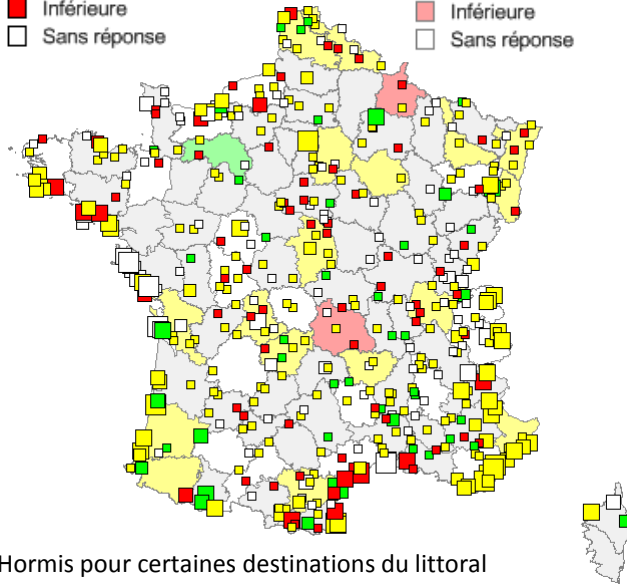 Inférieure
Sans réponse
Inférieure
Sans réponse
Hormis pour certaines destinations du littoral